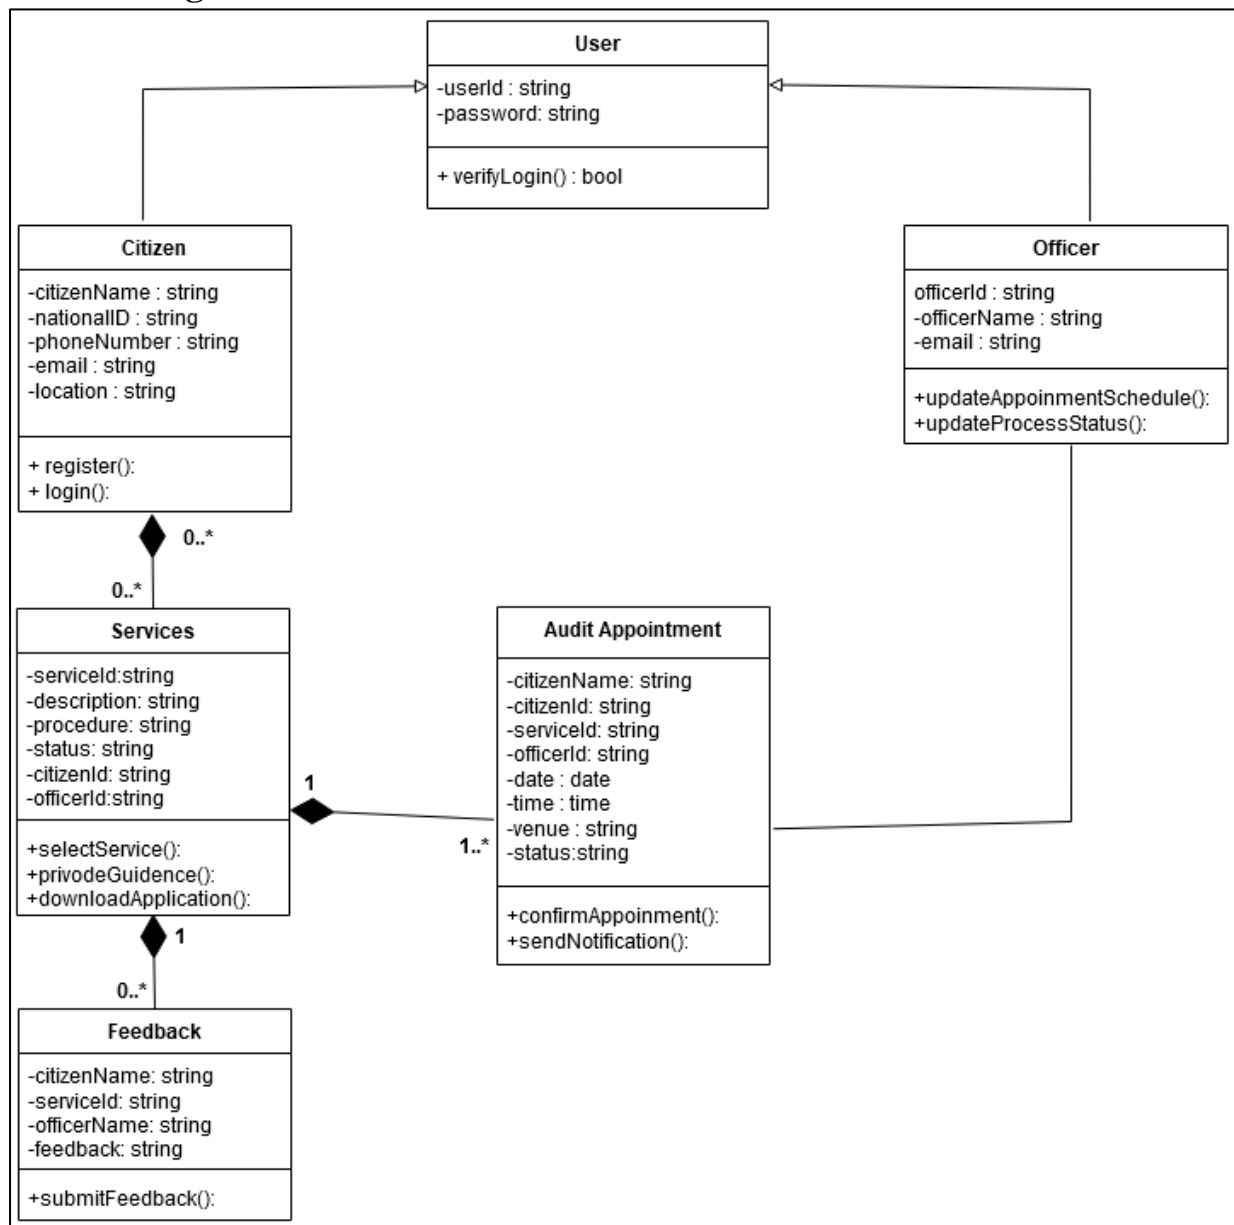 User
-userId : string
-password: string
+ verifyLogin() : bool
Citizen
-citizenName : string
-nationalID : string
-phoneNumber : string
-email : string
-location : string
+ register():
+ login():
Officer
officerId : string
-officerName : string
-email : string
+updateAppoinmentSchedule():
+updateProcessStatus():
0..*
0..*
Services
-serviceId:string
-description: string
-procedure: string
-status: string
-citizenId: string
-officerId:string
+selectService():
+privodeGuidence():
+downloadApplication():
1
1..*
Audit Appointment
-citizenName: string
-citizenId: string
-serviceId: string
-officerId: string
-date : date
-time : time
-venue : string
-status:string
+confirmAppoinment():
+sendNotification():
1
0..*
Feedback
-citizenName: string
-serviceId: string
-officerName: string
-feedback: string
+submitFeedback():